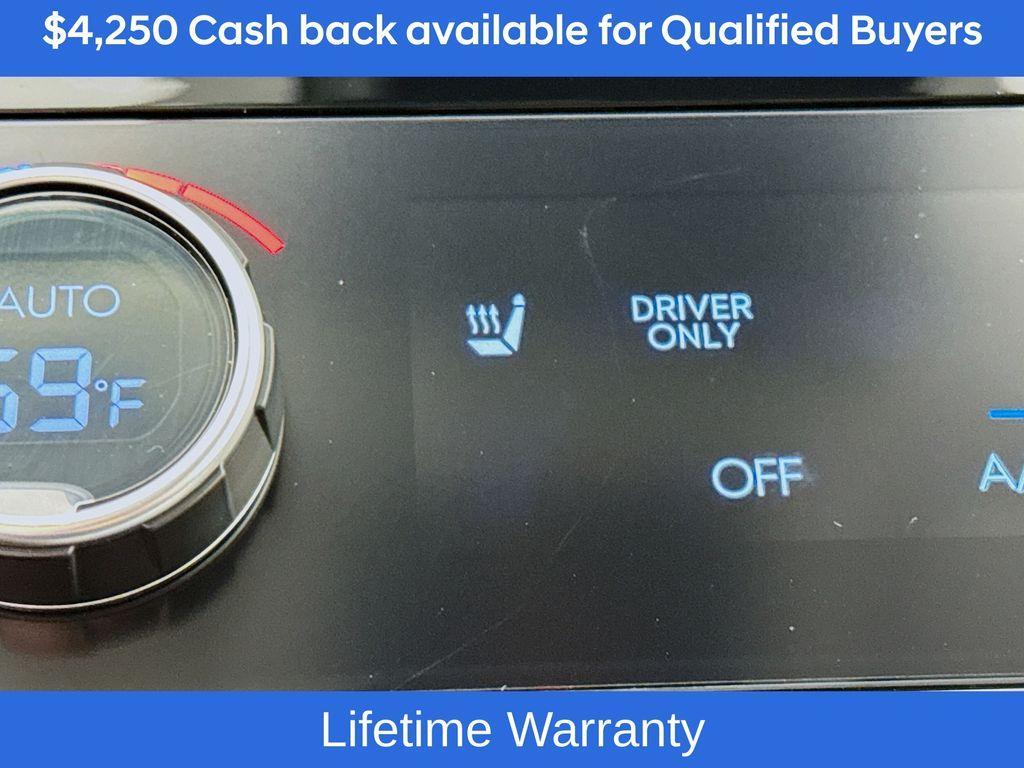 $4,250 Cash back available for Qualified Buyers
AUTO
DRIVER
ONLY
69°F
OFF
A/
Lifetime Warranty